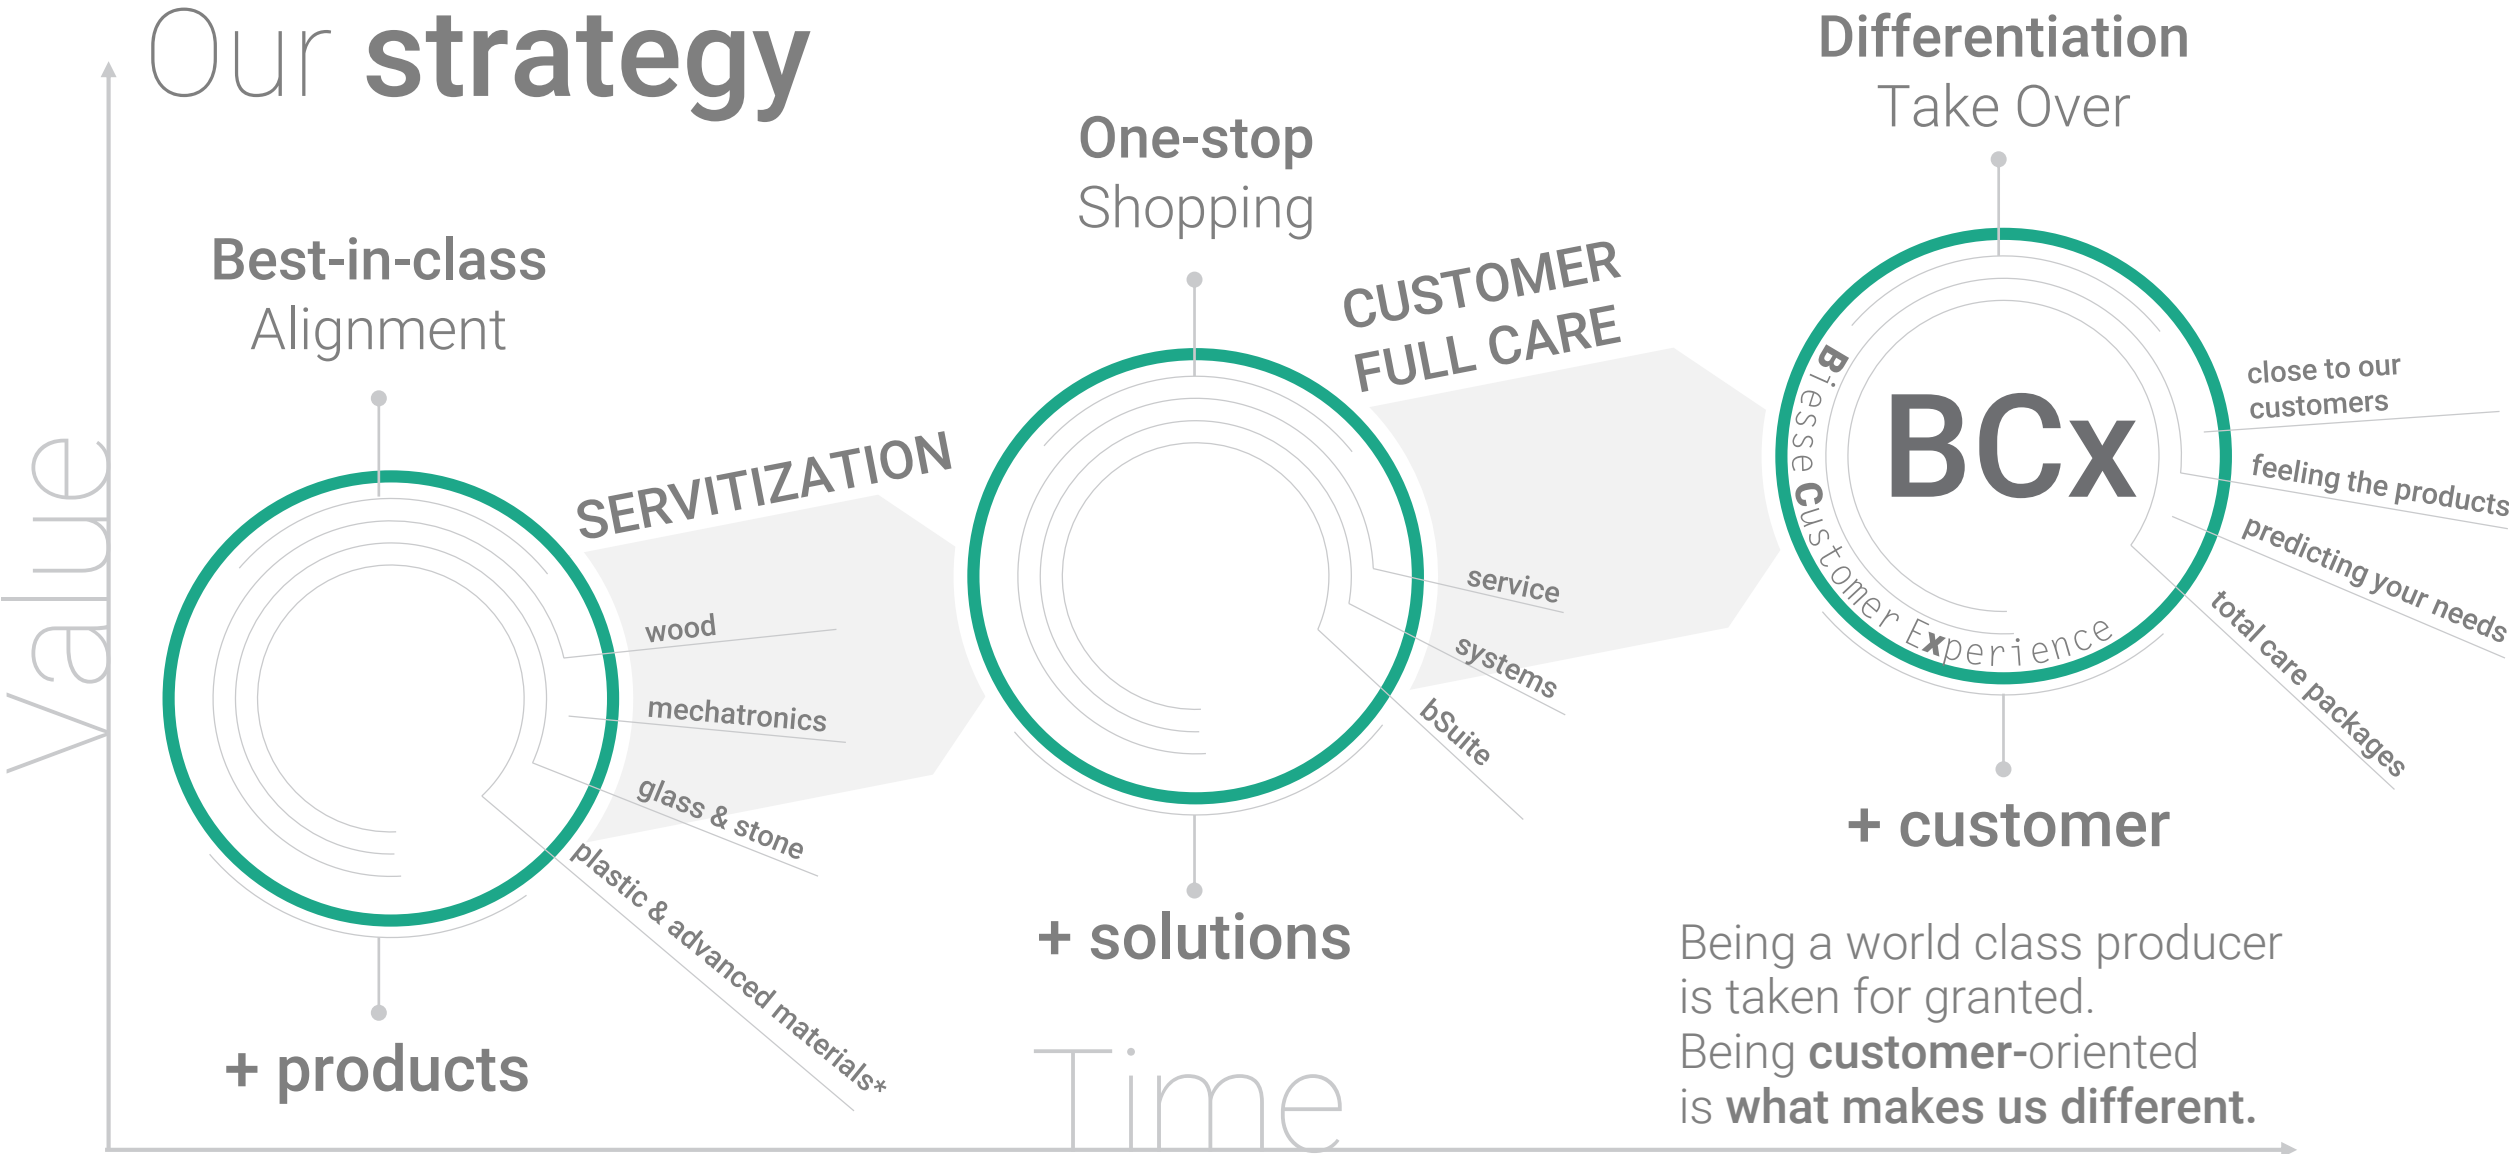 Our strategy
Value
Time
Best-in-class
Alignment
+ products
wood
mechatronics
glass & stone
plastic & advanced materials*
SERVITIZATION
One-stop
Shopping
+ solutions
service
systems
bSuite
CUSTOMER
FULL CARE
Differentiation
Take Over
BCx
Biesse Customer Experience
+ customer
close to our
customers
feeling the products
predicting your needs
total care packages
Being a world class producer
is taken for granted.
Being customer-oriented
is what makes us different.